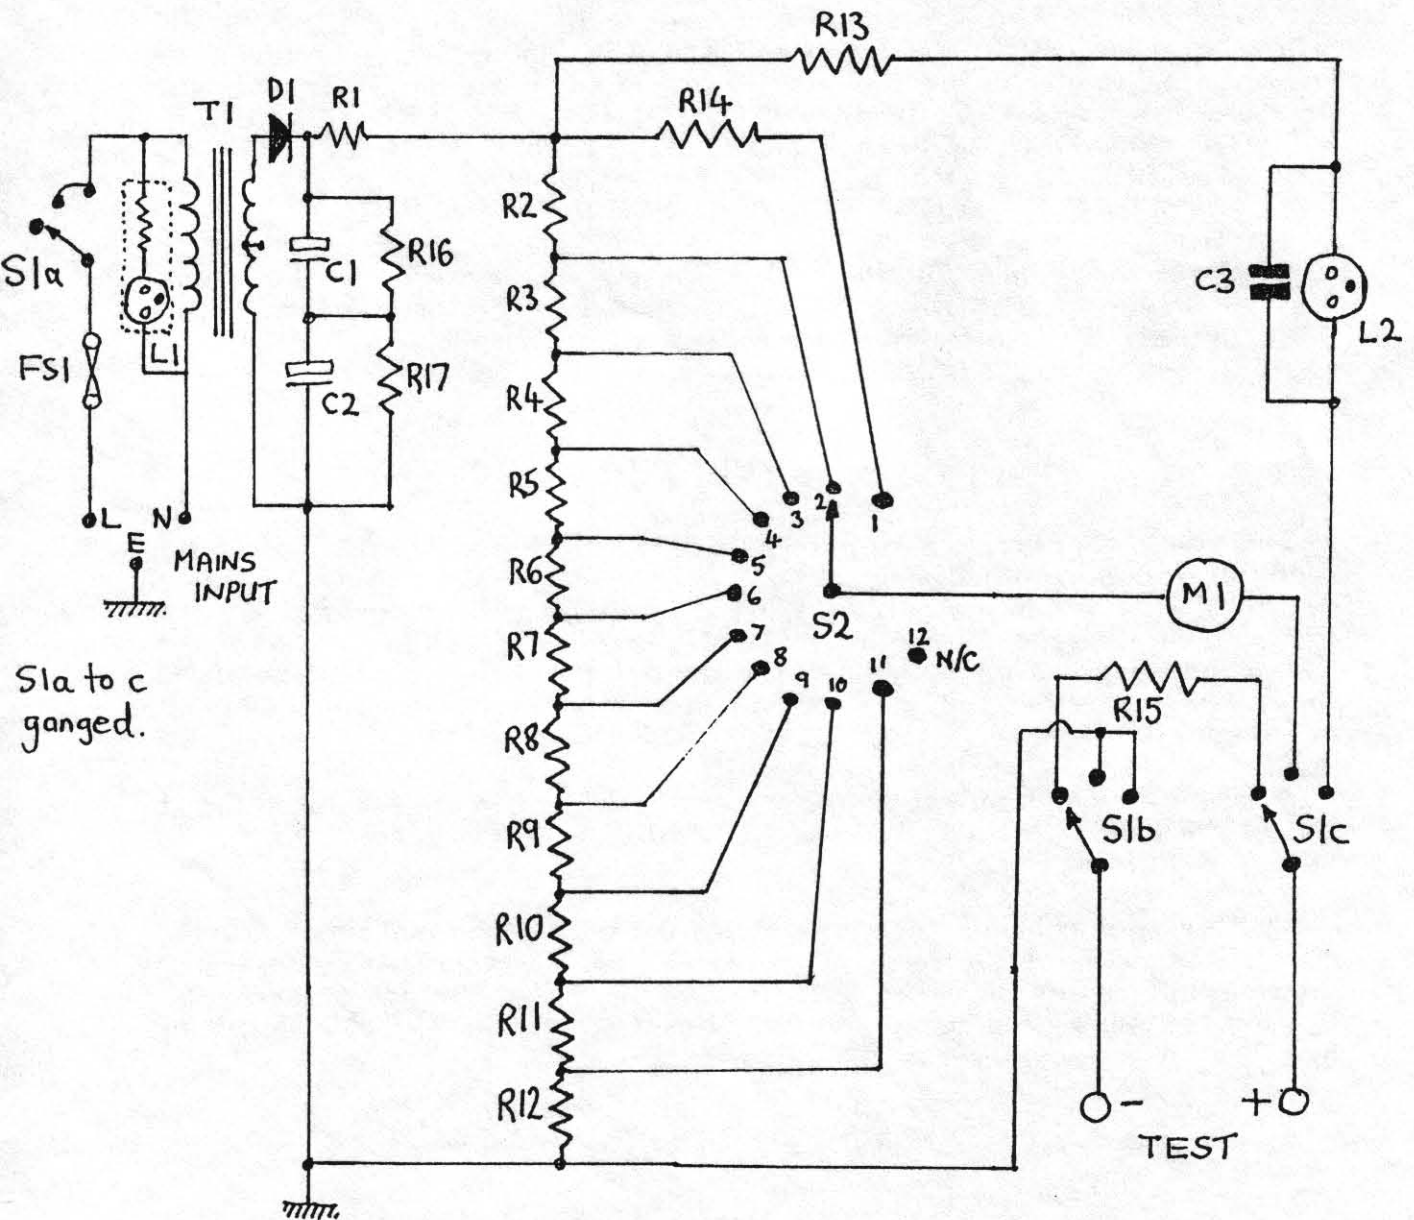 R13
D1
R1
T1
R14
R2
S1a
L1
C1
R16
R3
C3
L2
FS1
C2
R17
R4
R5
3
2
1
4
L
N
E
MAINS
INPUT
5
R6
6
S2
M1
7
R7
8
12
N/C
11
S1a to c
ganged.
9
10
R15
R8
R9
S1b
S1c
R10
R11
R12
-
+
TEST